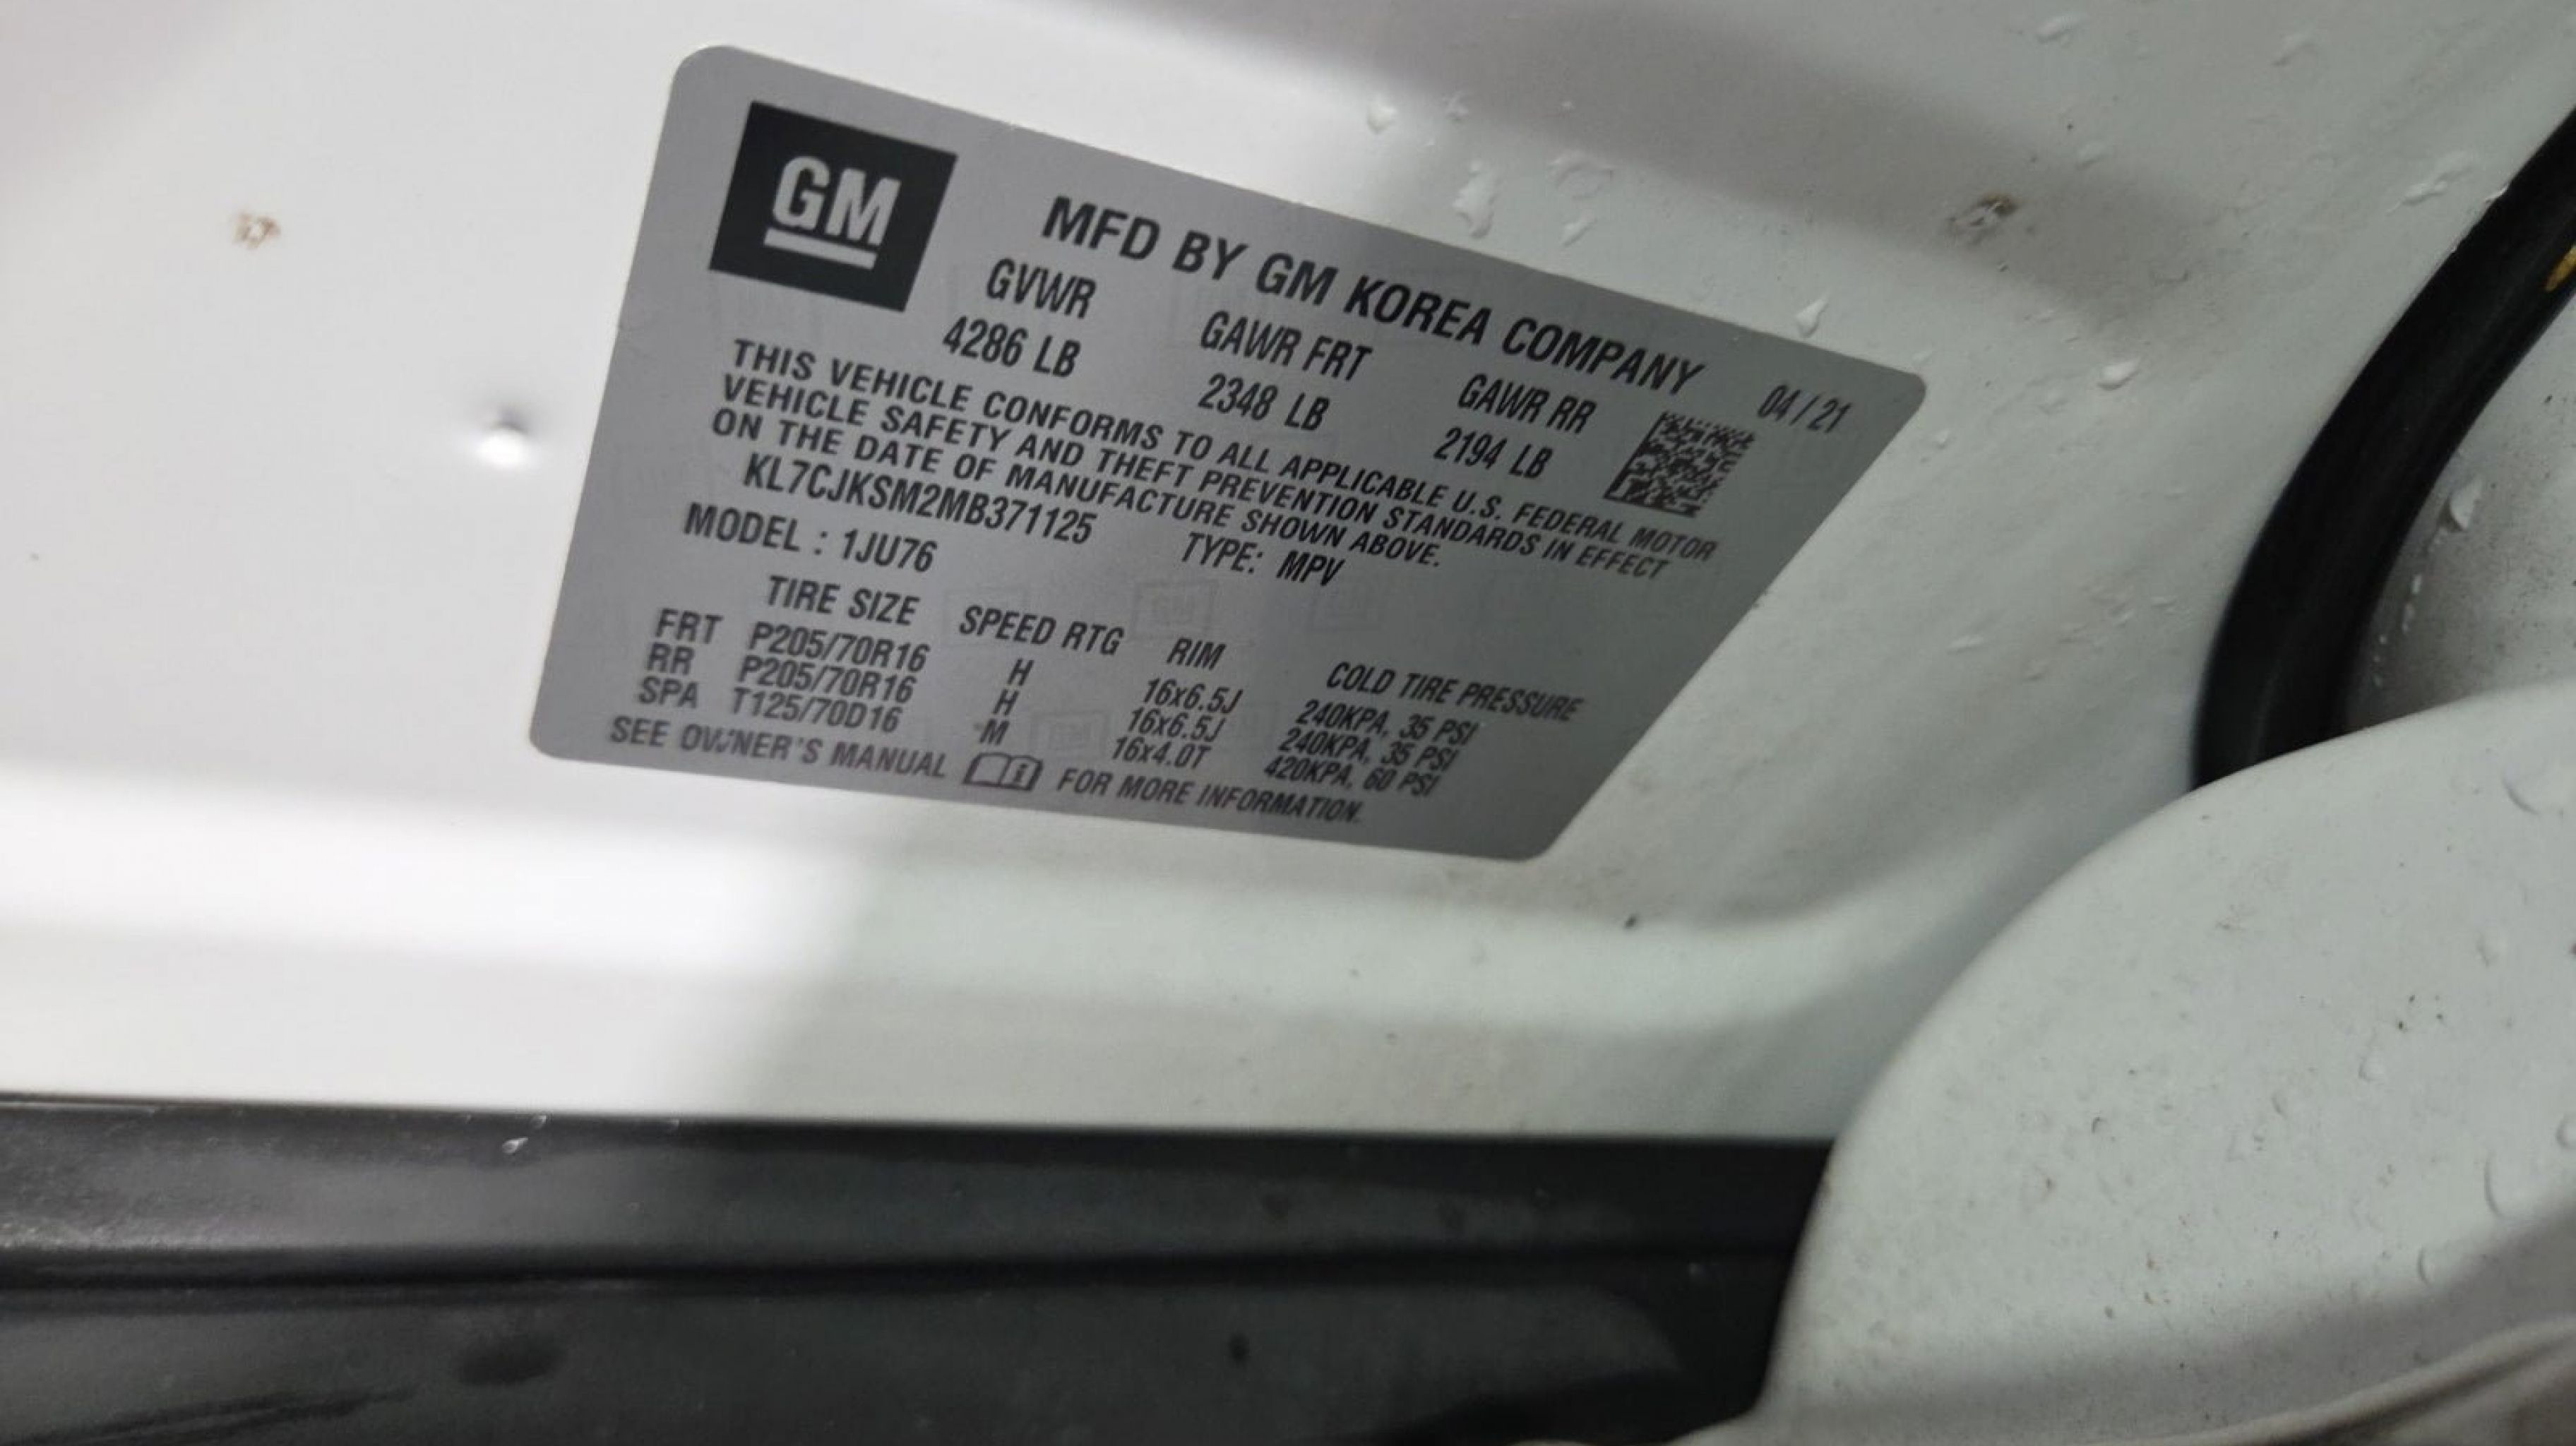 GM
MFD BY GM KOREA COMPANY 04 / 21
GVWR GAWR FRT GAWR RR
4286 LB 2348 LB 2194 LB
THIS VEHICLE CONFORMS TO ALL APPLICABLE U.S. FEDERAL MOTOR
VEHICLE SAFETY AND THEFT PREVENTION STANDARDS IN EFFECT
ON THE DATE OF MANUFACTURE SHOWN ABOVE.
KL7CJKSM2MB371125 TYPE: MPV
MODEL : 1JU76
TIRE SIZE SPEED RTG RIM COLD TIRE PRESSURE
FRT P205/70R16 H 16x6.5J 240KPA, 35 PSI
RR P205/70R16 H 16x6.5J 240KPA, 35 PSI
SPA T125/70D16 M 16x4.0T 420KPA, 60 PSI
SEE OWNER'S MANUAL FOR MORE INFORMATION.